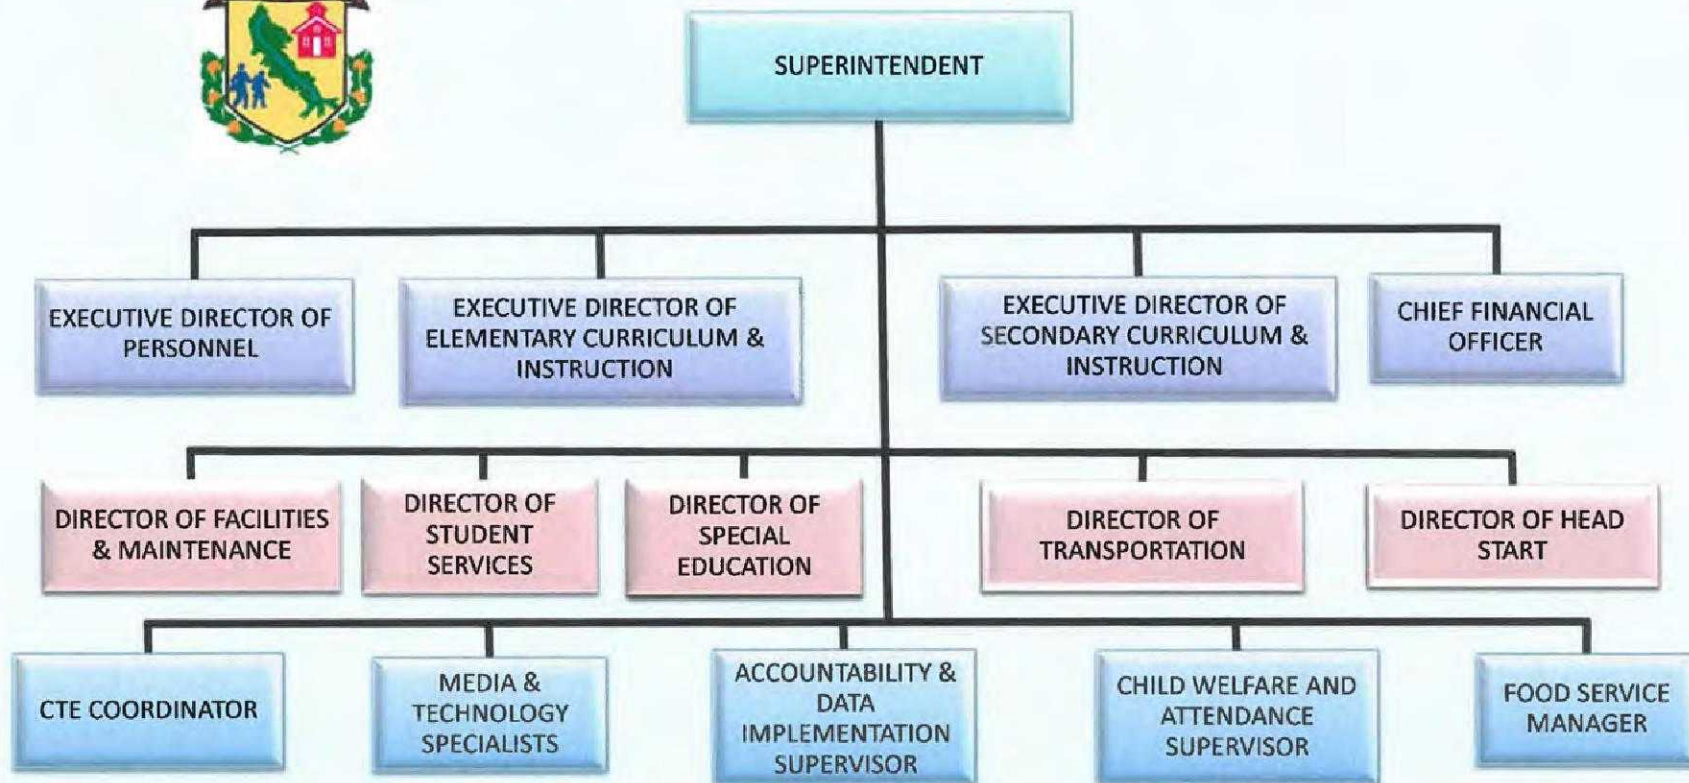 SUPERINTENDENT
EXECUTIVE DIRECTOR OF
PERSONNEL
EXECUTIVE DIRECTOR OF
ELEMENTARY CURRICULUM &
INSTRUCTION
EXECUTIVE DIRECTOR OF
SECONDARY CURRICULUM &
INSTRUCTION
CHIEF FINANCIAL
OFFICER
DIRECTOR OF FACILITIES
& MAINTENANCE
DIRECTOR OF
STUDENT
SERVICES
DIRECTOR OF
SPECIAL
EDUCATION
DIRECTOR OF
TRANSPORTATION
DIRECTOR OF HEAD
START
CTE COORDINATOR
MEDIA &
TECHNOLOGY
SPECIALISTS
ACCOUNTABILITY &
DATA
IMPLEMENTATION
SUPERVISOR
CHILD WELFARE AND
ATTENDANCE
SUPERVISOR
FOOD SERVICE
MANAGER